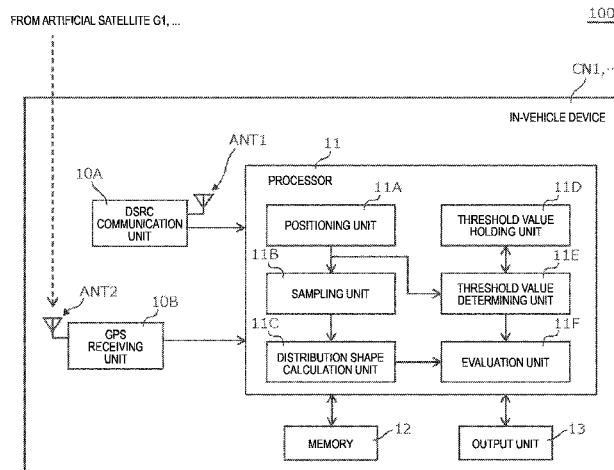 FROM ARTIFICIAL SATELLITE G1, ...
100
CN1, ...
IN-VEHICLE DEVICE
ANT1
10A
DSRC
COMMUNICATION
UNIT
11
PROCESSOR
11A
POSITIONING UNIT
11D
THRESHOLD VALUE
HOLDING UNIT
11B
SAMPLING UNIT
11E
THRESHOLD VALUE
DETERMINING UNIT
ANT2
10B
GPS
RECEIVING
UNIT
11C
DISTRIBUTION SHAPE
CALCULATION UNIT
11F
EVALUATION UNIT
MEMORY
12
OUTPUT UNIT
13